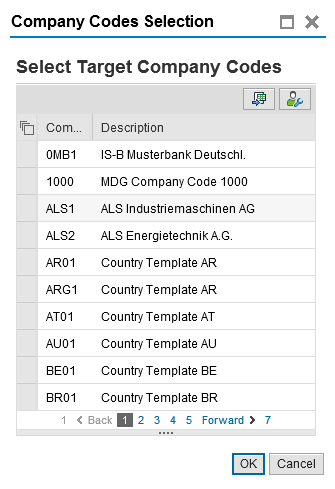 Company Codes Selection
Select Target Company Codes
Com... Description
0MB1 IS-B Musterbank Deutschl.
1000 MDG Company Code 1000
ALS1 ALS Industriemaschinen AG
ALS2 ALS Energietechnik A.G.
AR01 Country Template AR
ARG1 Country Template AR
AT01 Country Template AT
AU01 Country Template AU
BE01 Country Template BE
BR01 Country Template BR
1 Back 1 2 3 4 5 Forward 7
OK Cancel